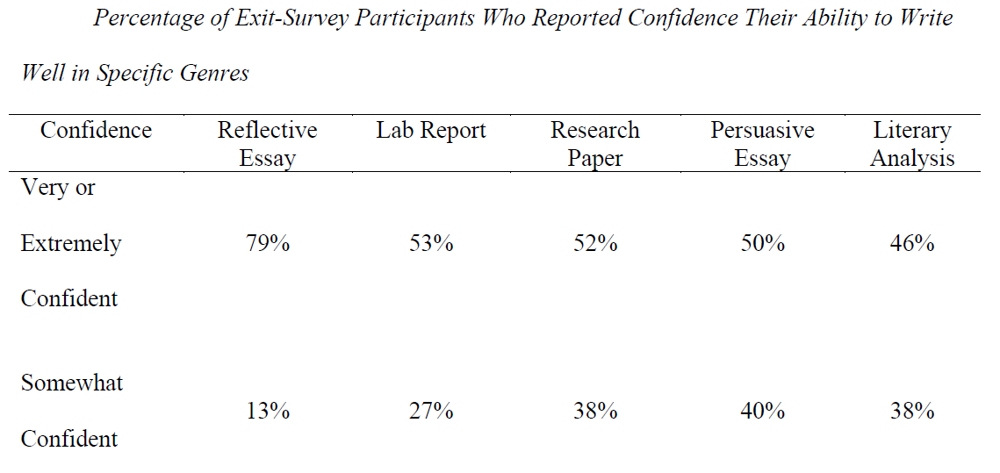 Percentage of Exit-Survey Participants Who Reported Confidence Their Ability to Write
Well in Specific Genres
Confidence Reflective Essay Lab Report Research Paper Persuasive Essay Literary Analysis
Very or
Extremely 79% 53% 52% 50% 46%
Confident
Somewhat
13% 27% 38% 40% 38%
Confident